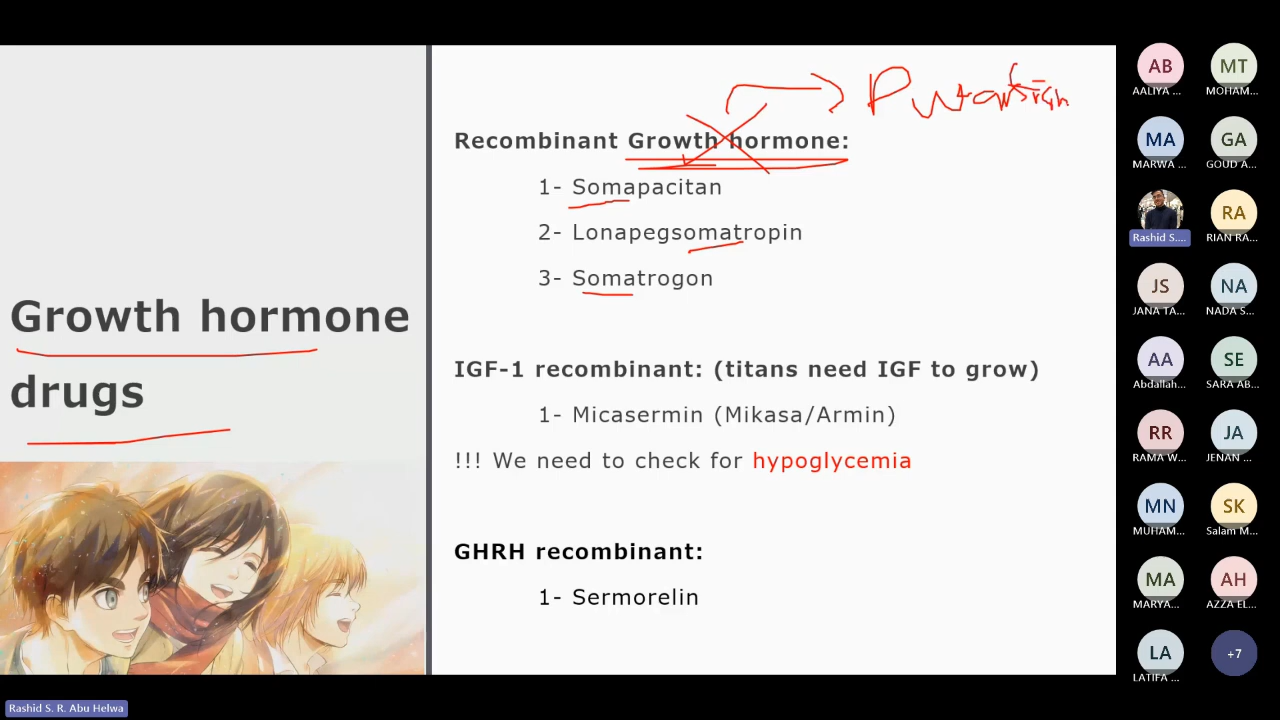 Growth hormone
drugs
Recombinant Growth hormone:
1- Somapacitan
2- Lonapegsomatropin
3- Somatrogon
IGF-1 recombinant: (titans need IGF to grow)
1- Micasermin (Mikasa/Armin)
!!! We need to check for hypoglycemia
GHRH recombinant:
1- Sermorelin
AB
AALIYA ...
MT
MOHAM...
MA
MARWA ...
GA
GOUD A...
Rashid S....
RA
RIAN RA...
JS
JANA TA...
NA
NADA S...
AA
Abdallah...
SE
SARA AB...
RR
RAMA W...
JA
JENAN ...
MN
MUHAM...
SK
Salam M...
MA
MARYA...
AH
AZZA EL...
LA
LATIFA ...
+7
Rashid S. R. Abu Helwa